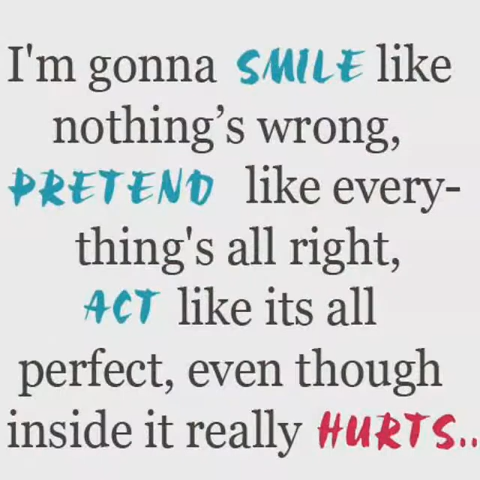 I'm gonna SMILE like
nothing’s wrong,
PRETEND like every-
thing's all right,
ACT like its all
perfect, even though
inside it really HURTS..